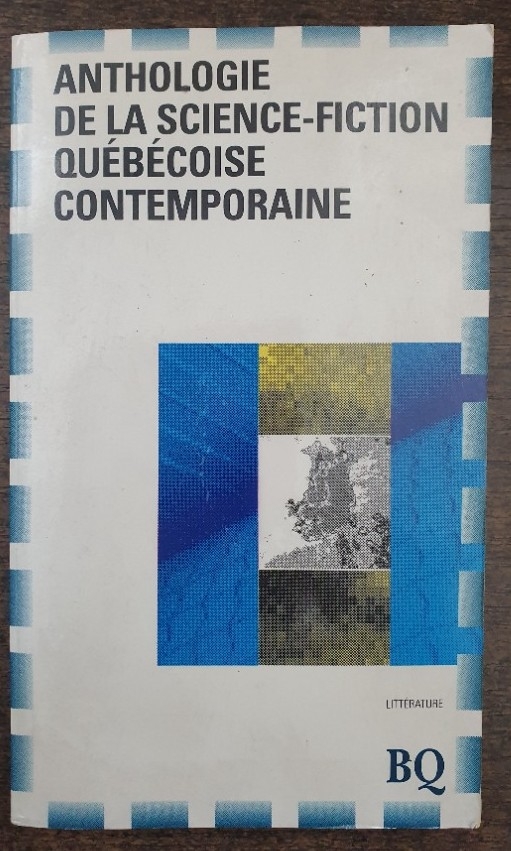 ANTHOLOGIE
DE LA SCIENCE-FICTION
QUÉBÉCOISE
CONTEMPORAINE
LITTÉRATURE
BQ